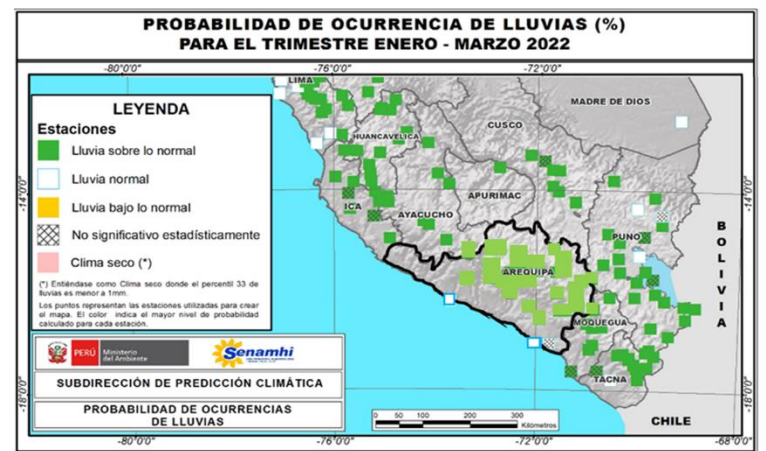 PROBABILIDAD DE OCURRENCIA DE LLUVIAS (%)
PARA EL TRIMESTRE ENERO - MARZO 2022
-80°0'0" -76°0'0" -72°0'0"
LIMA
MADRE DE DIOS
CUSCO
HUANCAVELICA
APURIMAC
ICA
AYACUCHO
PUNO
AREQUIPA
MOQUEGUA
TACNA
BOLIVIA
CHILE
-14°0'0" -14°0'0"
-18°0'0" -18°0'0"
LEYENDA
Estaciones
Lluvia sobre lo normal
Lluvia normal
Lluvia bajo lo normal
No significativo estadísticamente
Clima seco (*)
(*) Entiéndase como Clima seco donde el percentil 33 de
lluvias es menor a 1mm.
Los puntos representan las estaciones utilizadas para crear
el mapa. El color indica el mayor nivel de probabilidad
calculado para cada estación.
PERÚ Ministerio
del Ambiente
Senamhi
SUBDIRECCIÓN DE PREDICCIÓN CLIMÁTICA
PROBABILIDAD DE OCURRENCIAS
DE LLUVIAS
0 50 100 200 300
Kilómetros
-80°0'0" -76°0'0" -72°0'0" -68°0'0"